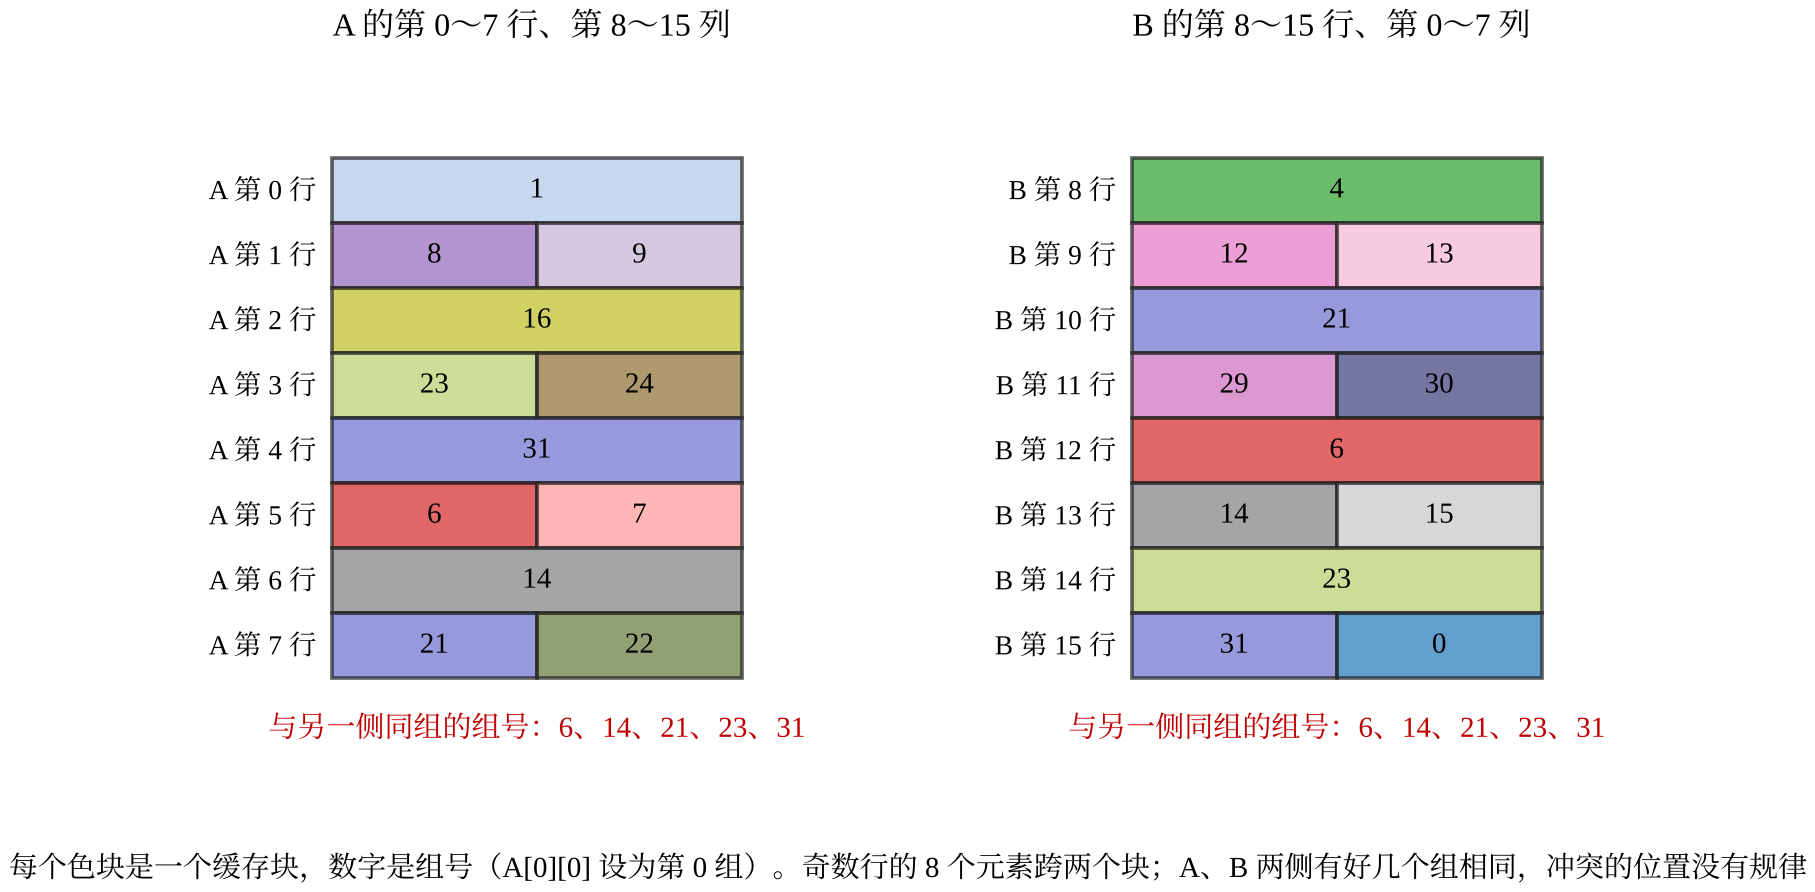 A 的第 0～7 行、第 8～15 列
B 的第 8～15 行、第 0～7 列
A 第 0 行 1
B 第 8 行 4
A 第 1 行 8 9
B 第 9 行 12 13
A 第 2 行 16
B 第 10 行 21
A 第 3 行 23 24
B 第 11 行 29 30
A 第 4 行 31
B 第 12 行 6
A 第 5 行 6 7
B 第 13 行 14 15
A 第 6 行 14
B 第 14 行 23
A 第 7 行 21 22
B 第 15 行 31 0
与另一侧同组的组号：6、14、21、23、31
与另一侧同组的组号：6、14、21、23、31
每个色块是一个缓存块，数字是组号（A[0][0] 设为第 0 组）。奇数行的 8 个元素跨两个块；A、B 两侧有好几个组相同，冲突的位置没有规律